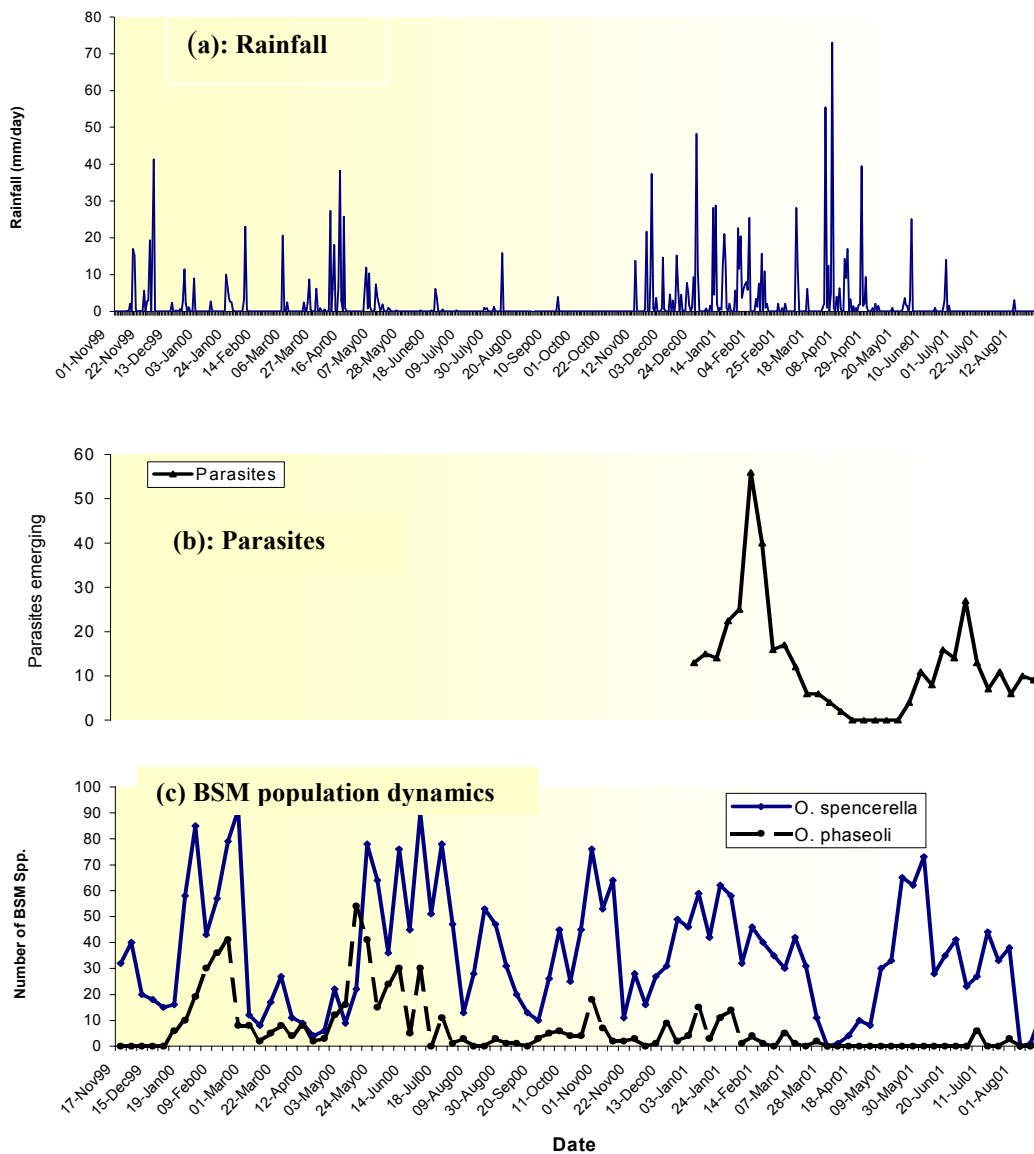 80
70
60
50
40
30
20
10
0
Rainfall (mm/day)
(a): Rainfall
01-Nov99
22-Nov99
13-Dec99
03-Jan00
24-Jan00
14-Feb00
06-Mar00
27-Mar00
16-Apr00
07-May00
28-May00
18-June00
09-July00
30-July00
20-Aug00
10-Sep00
01-Oct00
22-Oct00
12-Nov00
03-Dec00
24-Dec00
14-Jan01
04-Feb01
25-Feb01
18-Mar01
08-Apr01
29-Apr01
20-May01
10-June01
01-July01
22-July01
12-Aug01
60
50
40
30
20
10
0
Parasites emerging
Parasites
(b): Parasites
100
90
80
70
60
50
40
30
20
10
0
Number of BSM Spp.
(c) BSM population dynamics
O. spencerella
O. phaseoli
17-Nov99
15-Dec99
19-Jan00
09-Feb00
01-Mar00
22-Mar00
12-Apr00
03-May00
24-May00
14-Jun00
18-July00
09-Aug00
30-Aug00
20-Sep00
11-Oct00
01-Nov00
22-Nov00
13-Dec00
03-Jan01
24-Jan01
14-Feb01
07-Mar01
28-Mar01
18-Apr01
09-May01
30-May01
20-Jun01
11-Jul01
01-Aug01
Date